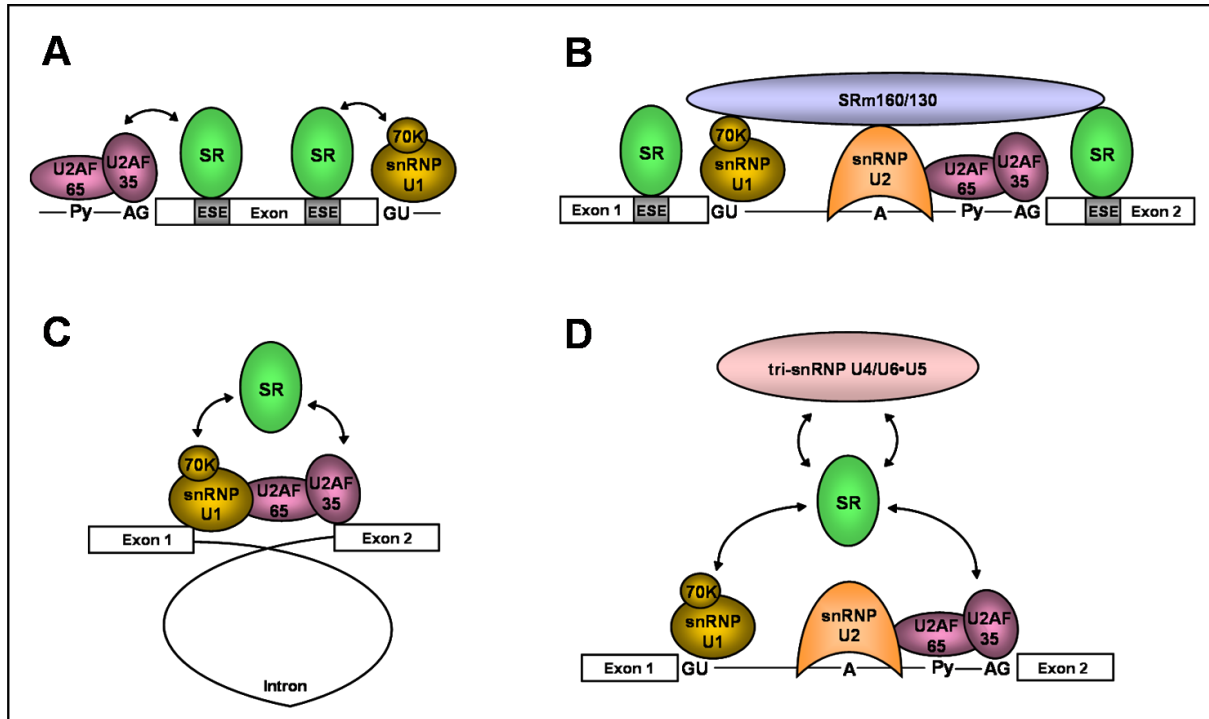 A
SR
SR
70K
snRNP
U1
U2AF
65
U2AF
35
ESE
Exon
ESE
Py
AG
GU
B
SRm160/130
SR
70K
snRNP
U1
snRNP
U2
U2AF
65
U2AF
35
SR
Exon 1
ESE
GU
A
Py
AG
ESE
Exon 2
C
SR
70K
snRNP
U1
U2AF
65
U2AF
35
Exon 1
Exon 2
Intron
D
tri-snRNP U4/U6•U5
SR
70K
snRNP
U1
snRNP
U2
U2AF
65
U2AF
35
Exon 1
GU
A
Py
AG
Exon 2